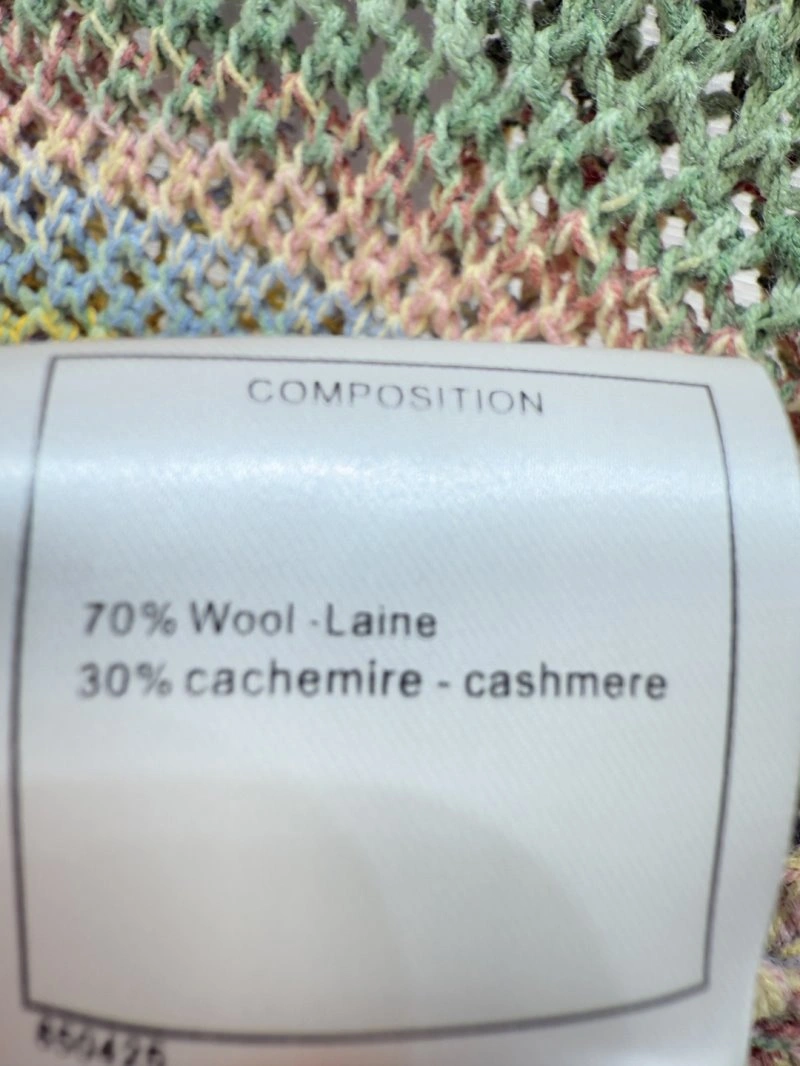 COMPOSITION
70% Wool -Laine
30% cachemire - cashmere